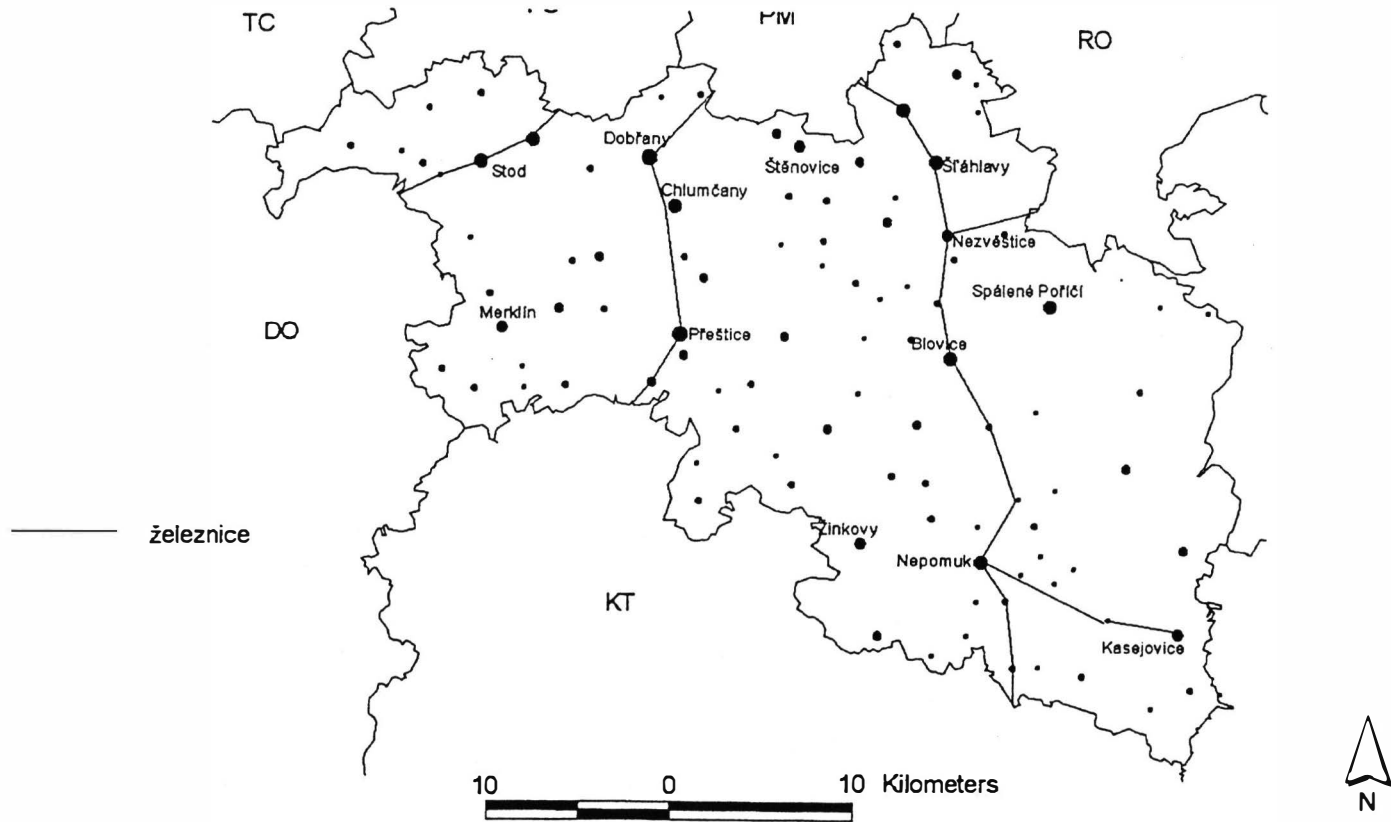 TC
PM
RO
Dobřany
Štěnovice
Šťáhlavy
Stod
Chlumčany
Nezvěstice
Spálené Poříčí
Merklín
DO
Přeštice
Blovice
železnice
Žinkovy
Nepomuk
KT
Kasejovice
10 0 10 Kilometers
N